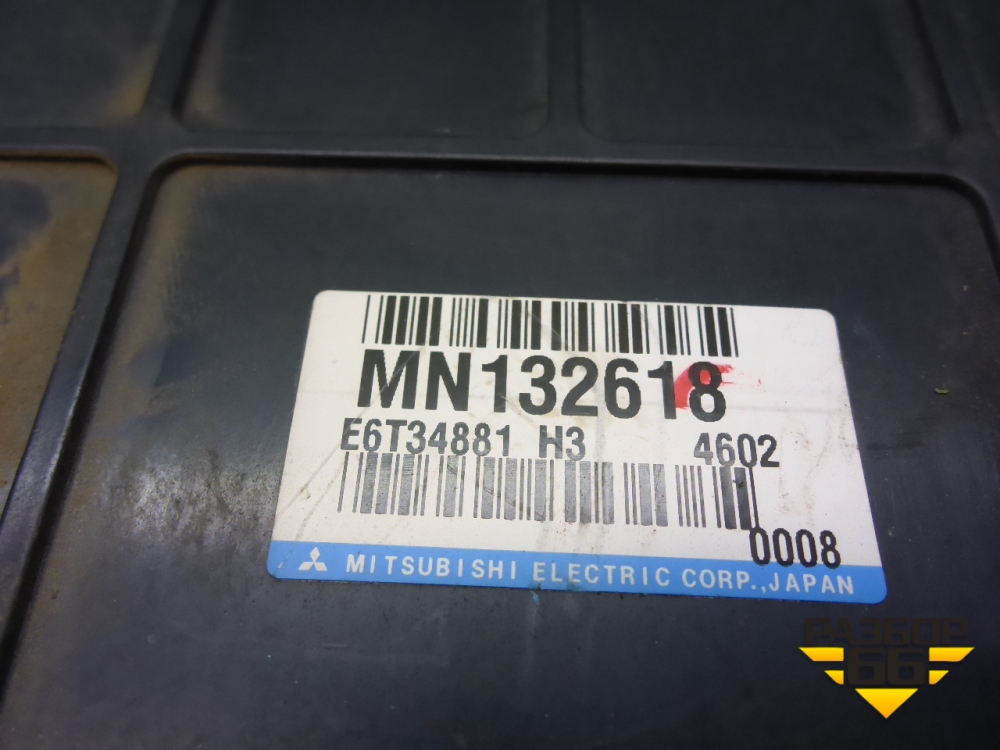 MN132618
E6T34881 H3 4602
0008
MITSUBISHI ELECTRIC CORP.,JAPAN
РАЗБОР
66